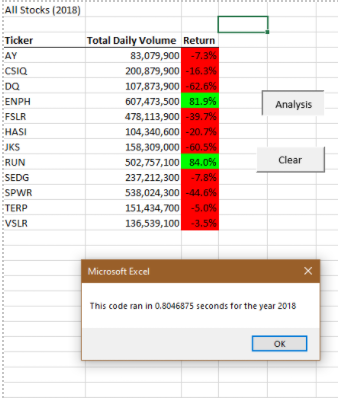 All Stocks (2018)
Ticker Total Daily Volume Return
AY 83,079,900 -7.3%
CSIQ 200,879,900 -16.3%
DQ 107,873,900 -62.6%
ENPH 607,473,500 81.9%
FSLR 478,113,900 -39.7%
HASI 104,340,600 -20.7%
JKS 158,309,000 -60.5%
RUN 502,757,100 84.0%
SEDG 237,212,300 -7.8%
SPWR 538,024,300 -44.6%
TERP 151,434,700 -5.0%
VSLR 136,539,100 -3.5%
Analysis
Clear
Microsoft Excel
This code ran in 0.8046875 seconds for the year 2018
OK